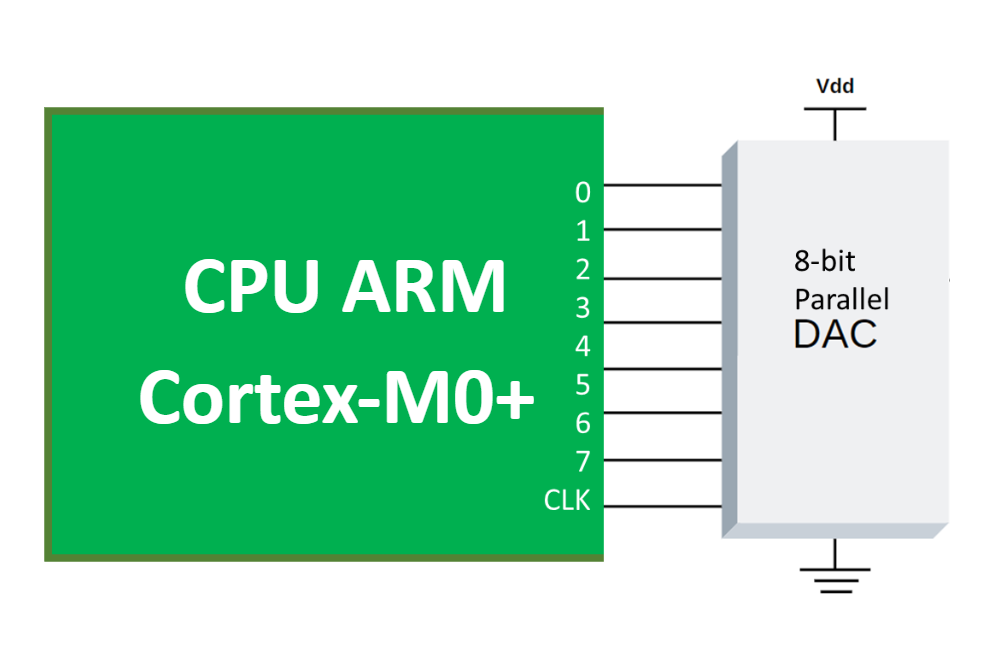 Vdd
CPU ARM
Cortex-M0+
0
1
2
3
4
5
6
7
CLK
8-bit
Parallel
DAC